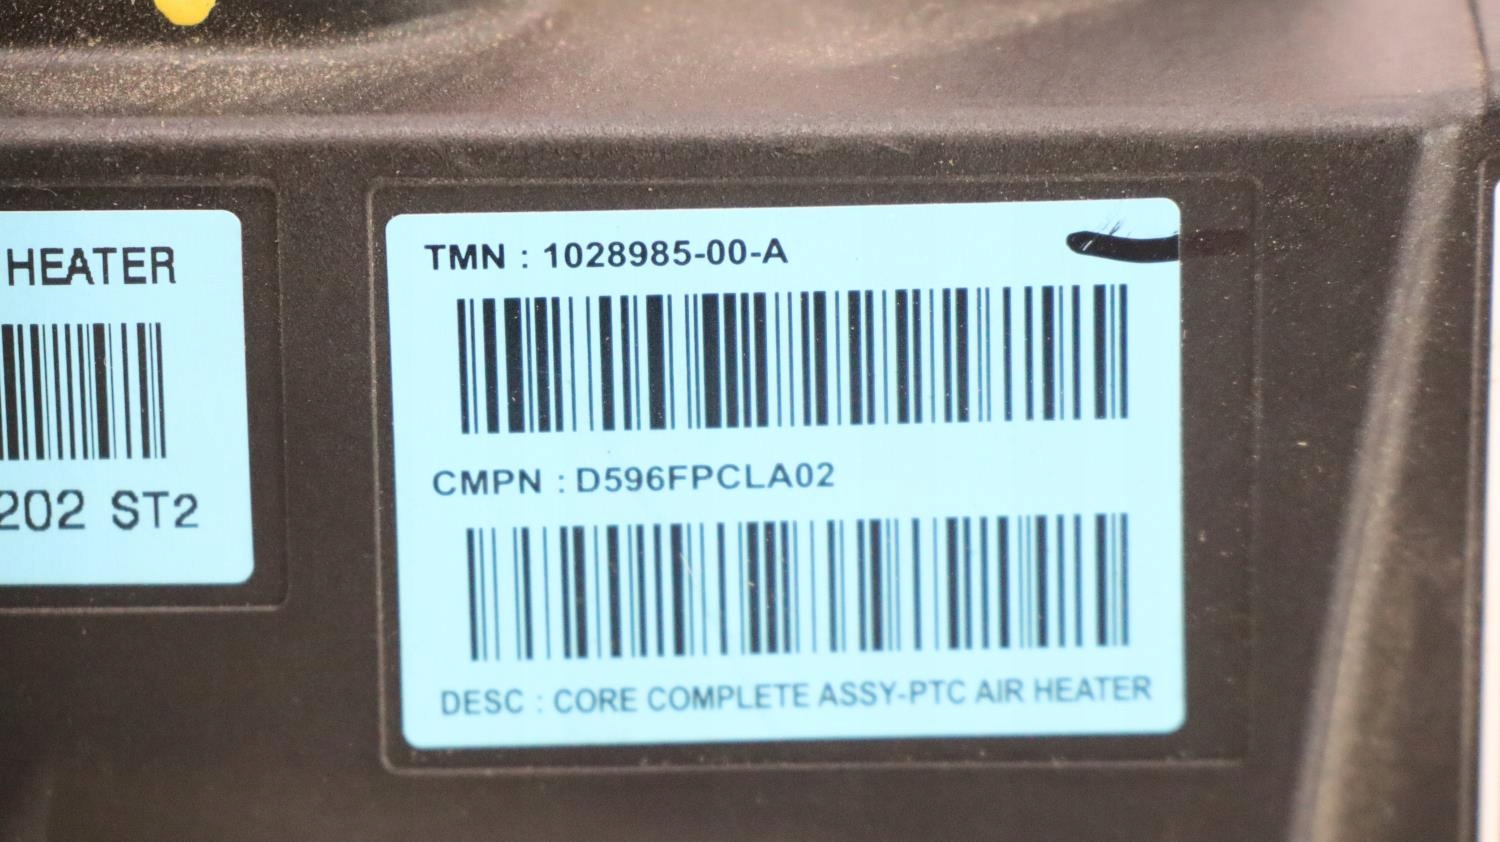 HEATER
202 ST2
TMN : 1028985-00-A
CMPN : D596FPCLA02
DESC : CORE COMPLETE ASSY-PTC AIR HEATER